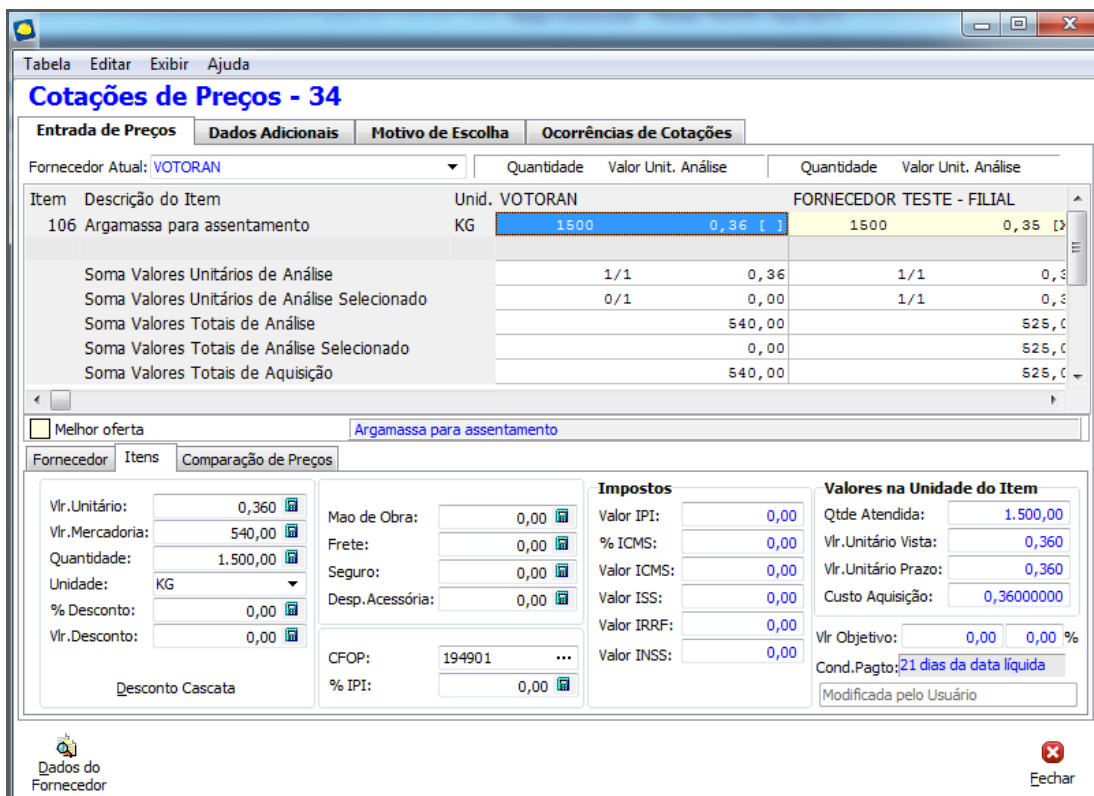 Tabela Editar Exibir Ajuda
Cotações de Preços - 34
Entrada de Preços Dados Adicionais Motivo de Escolha Ocorrências de Cotações
Fornecedor Atual: VOTORAN Quantidade Valor Unit. Análise Quantidade Valor Unit. Análise
Item Descrição do Item Unid. VOTORAN FORNECEDOR TESTE - FILIAL
106 Argamassa para assentamento KG 1500 0,36 [ ] 1500 0,35 [X
Soma Valores Unitários de Análise 1/1 0,36 1/1 0,3
Soma Valores Unitários de Análise Selecionado 0/1 0,00 1/1 0,3
Soma Valores Totais de Análise 540,00 525,0
Soma Valores Totais de Análise Selecionado 0,00 525,0
Soma Valores Totais de Aquisição 540,00 525,0
Melhor oferta Argamassa para assentamento
Fornecedor Itens Comparação de Preços
Impostos Valores na Unidade do Item
Vlr.Unitário: 0,360 Mao de Obra: 0,00 Valor IPI: 0,00 Qtde Atendida: 1.500,00
Vlr.Mercadoria: 540,00 Frete: 0,00 % ICMS: 0,00 Vlr.Unitário Vista: 0,360
Quantidade: 1.500,00 Seguro: 0,00 Valor ICMS: 0,00 Vlr.Unitário Prazo: 0,360
Unidade: KG Desp.Acessória: 0,00 Valor ISS: 0,00 Custo Aquisição: 0,36000000
% Desconto: 0,00 Valor IRRF: 0,00 Vlr Objetivo: 0,00 0,00 %
Vlr.Desconto: 0,00 CFOP: 194901 ... Valor INSS: 0,00 Cond.Pagto: 21 dias da data líquida
Desconto Cascata % IPI: 0,00 Modificada pelo Usuário
Dados do
Fornecedor
Fechar